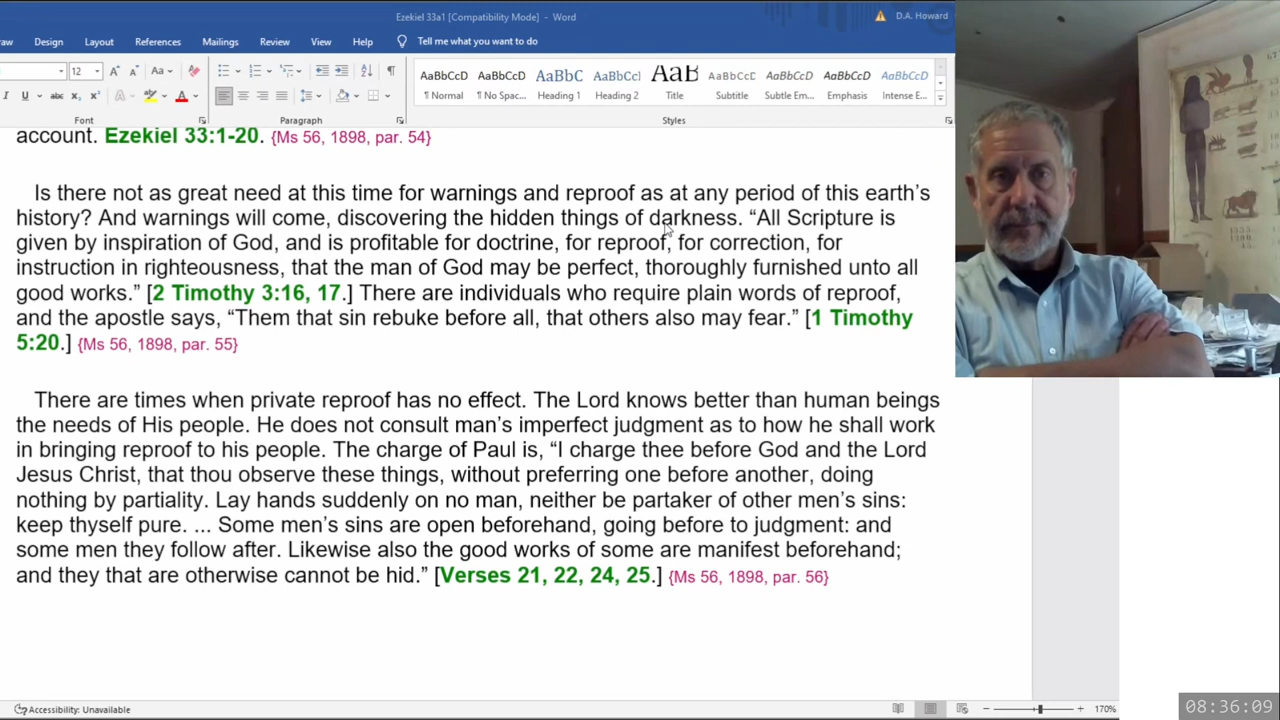 Ezekiel 33a1 [Compatibility Mode] - Word
D.A. Howard
aw Design Layout References Mailings Review View Help Tell me what you want to do
12
Aa
I U abc x₂ x² A ab A
AaBbCcD AaBbCcD AaBbC AaBbCcI AaB AaBbCcD AaBbCcD AaBbCcD AaBbCcD
¶ Normal ¶ No Spac... Heading 1 Heading 2 Title Subtitle Subtle Em... Emphasis Intense E...
Font Paragraph Styles
account. Ezekiel 33:1-20. {Ms 56, 1898, par. 54}
Is there not as great need at this time for warnings and reproof as at any period of this earth’s
history? And warnings will come, discovering the hidden things of darkness. “All Scripture is
given by inspiration of God, and is profitable for doctrine, for reproof, for correction, for
instruction in righteousness, that the man of God may be perfect, thoroughly furnished unto all
good works.” [2 Timothy 3:16, 17.] There are individuals who require plain words of reproof,
and the apostle says, “Them that sin rebuke before all, that others also may fear.” [1 Timothy
5:20.] {Ms 56, 1898, par. 55}
There are times when private reproof has no effect. The Lord knows better than human beings
the needs of His people. He does not consult man’s imperfect judgment as to how he shall work
in bringing reproof to his people. The charge of Paul is, “I charge thee before God and the Lord
Jesus Christ, that thou observe these things, without preferring one before another, doing
nothing by partiality. Lay hands suddenly on no man, neither be partaker of other men’s sins:
keep thyself pure. ... Some men’s sins are open beforehand, going before to judgment: and
some men they follow after. Likewise also the good works of some are manifest beforehand;
and they that are otherwise cannot be hid.” [Verses 21, 22, 24, 25.] {Ms 56, 1898, par. 56}
Accessibility: Unavailable
170%
08:36:09